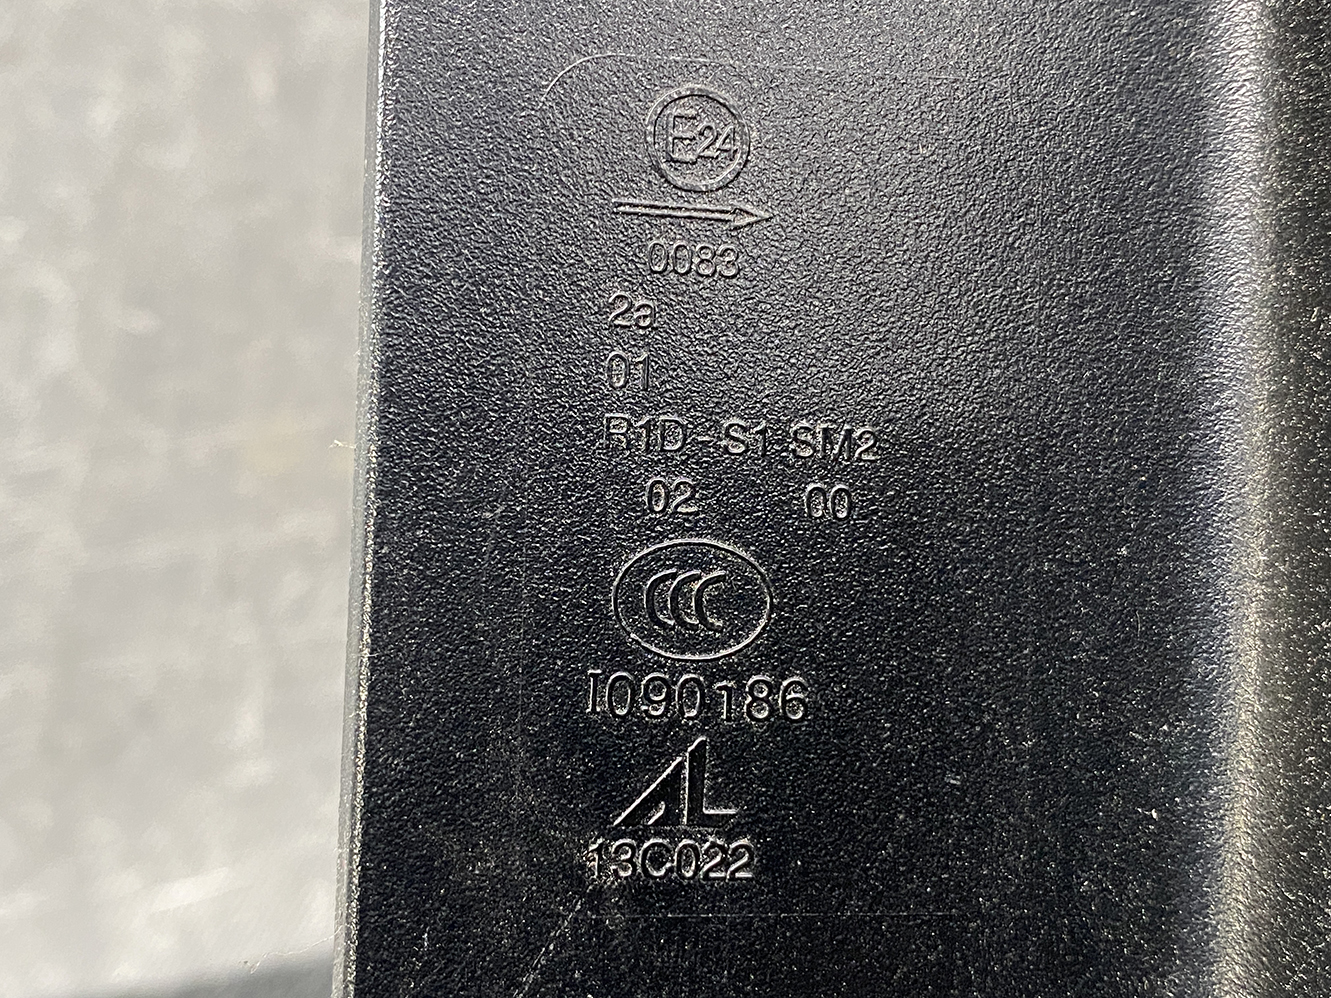 E24
0083
2a
01
R1D-S1 SM2
02 00
CCC
I090186
AL
13C022